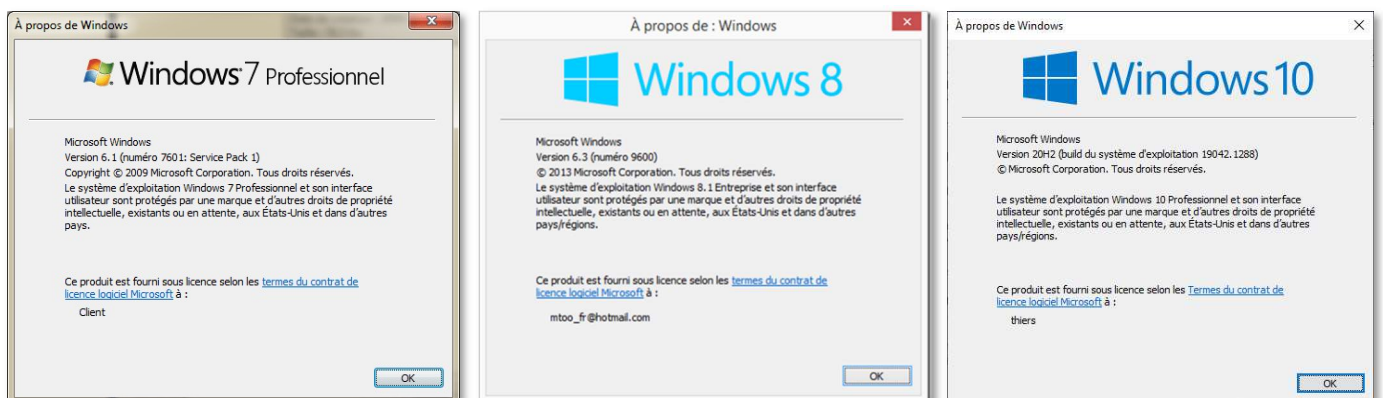 À propos de Windows
Windows 7 Professionnel
Microsoft Windows
Version 6.1 (numéro 7601: Service Pack 1)
Copyright © 2009 Microsoft Corporation. Tous droits réservés.
Le système d'exploitation Windows 7 Professionnel et son interface
utilisateur sont protégés par une marque et d'autres droits de propriété
intellectuelle, existants ou en attente, aux États-Unis et dans d'autres
pays.
Ce produit est fourni sous licence selon les termes du contrat de
licence logiciel Microsoft à :
Client
OK
À propos de : Windows
Windows 8
Microsoft Windows
Version 6.3 (numéro 9600)
© 2013 Microsoft Corporation. Tous droits réservés.
Le système d'exploitation Windows 8.1 Entreprise et son interface
utilisateur sont protégés par une marque et d'autres droits de propriété
intellectuelle, existants ou en attente, aux États-Unis et dans d'autres
pays/régions.
Ce produit est fourni sous licence selon les termes du contrat de
licence logiciel Microsoft à :
mtoo_fr@hotmail.com
OK
À propos de Windows
Windows 10
Microsoft Windows
Version 20H2 (build du système d'exploitation 19042.1288)
© Microsoft Corporation. Tous droits réservés.
Le système d'exploitation Windows 10 Professionnel et son interface
utilisateur sont protégés par une marque et d'autres droits de propriété
intellectuelle, existants ou en attente, aux États-Unis et dans d'autres
pays/régions.
Ce produit est fourni sous licence selon les Termes du contrat de
licence logiciel Microsoft à :
thiers
OK